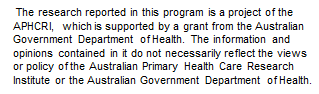 The research reported in this program is a project of the
APHCRI, which is supported by a grant from the Australian
Government Department of Health. The information and
opinions contained in it do not necessarily reflect the views
or policy of the Australian Primary Health Care Research
Institute or the Australian Government Department of Health.